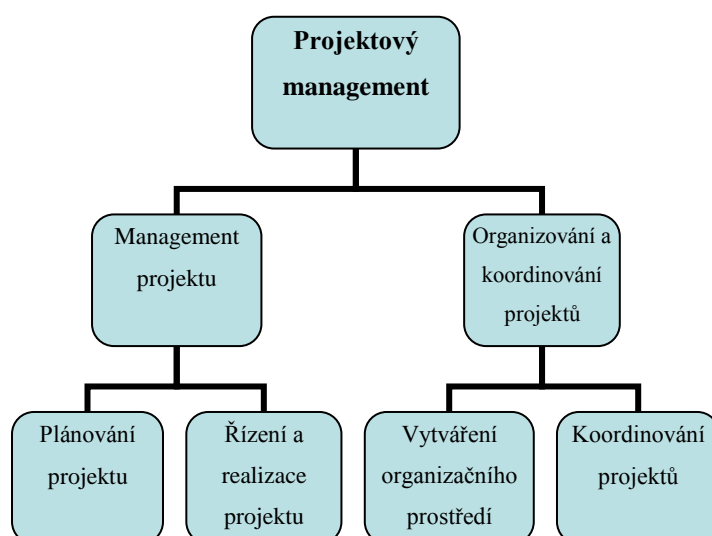 Projektový
management
Management
projektu
Organizování a
koordinování
projektů
Plánování
projektu
Řízení a
realizace
projektu
Vytváření
organizačního
prostředí
Koordinování
projektů